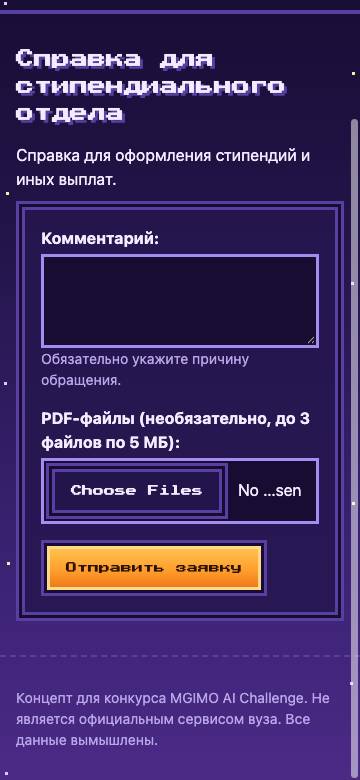 Справка для
стипендиального
отдела
Справка для оформления стипендий и
иных выплат.
Комментарий:
Обязательно укажите причину
обращения.
PDF-файлы (необязательно, до 3
файлов по 5 МБ):
Choose Files No ...sen
Отправить заявку
Концепт для конкурса MGIMO AI Challenge. Не
является официальным сервисом вуза. Все
данные вымышлены.